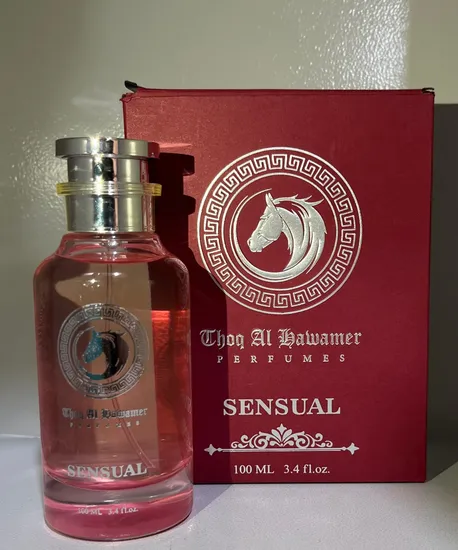 Thoq Al Hawamer
PERFUMES
SENSUAL
100 ML 3.4 fl.oz.
Thoq Al Hawamer
PERFUMES
SENSUAL
100 ML 3.4 fl.oz.